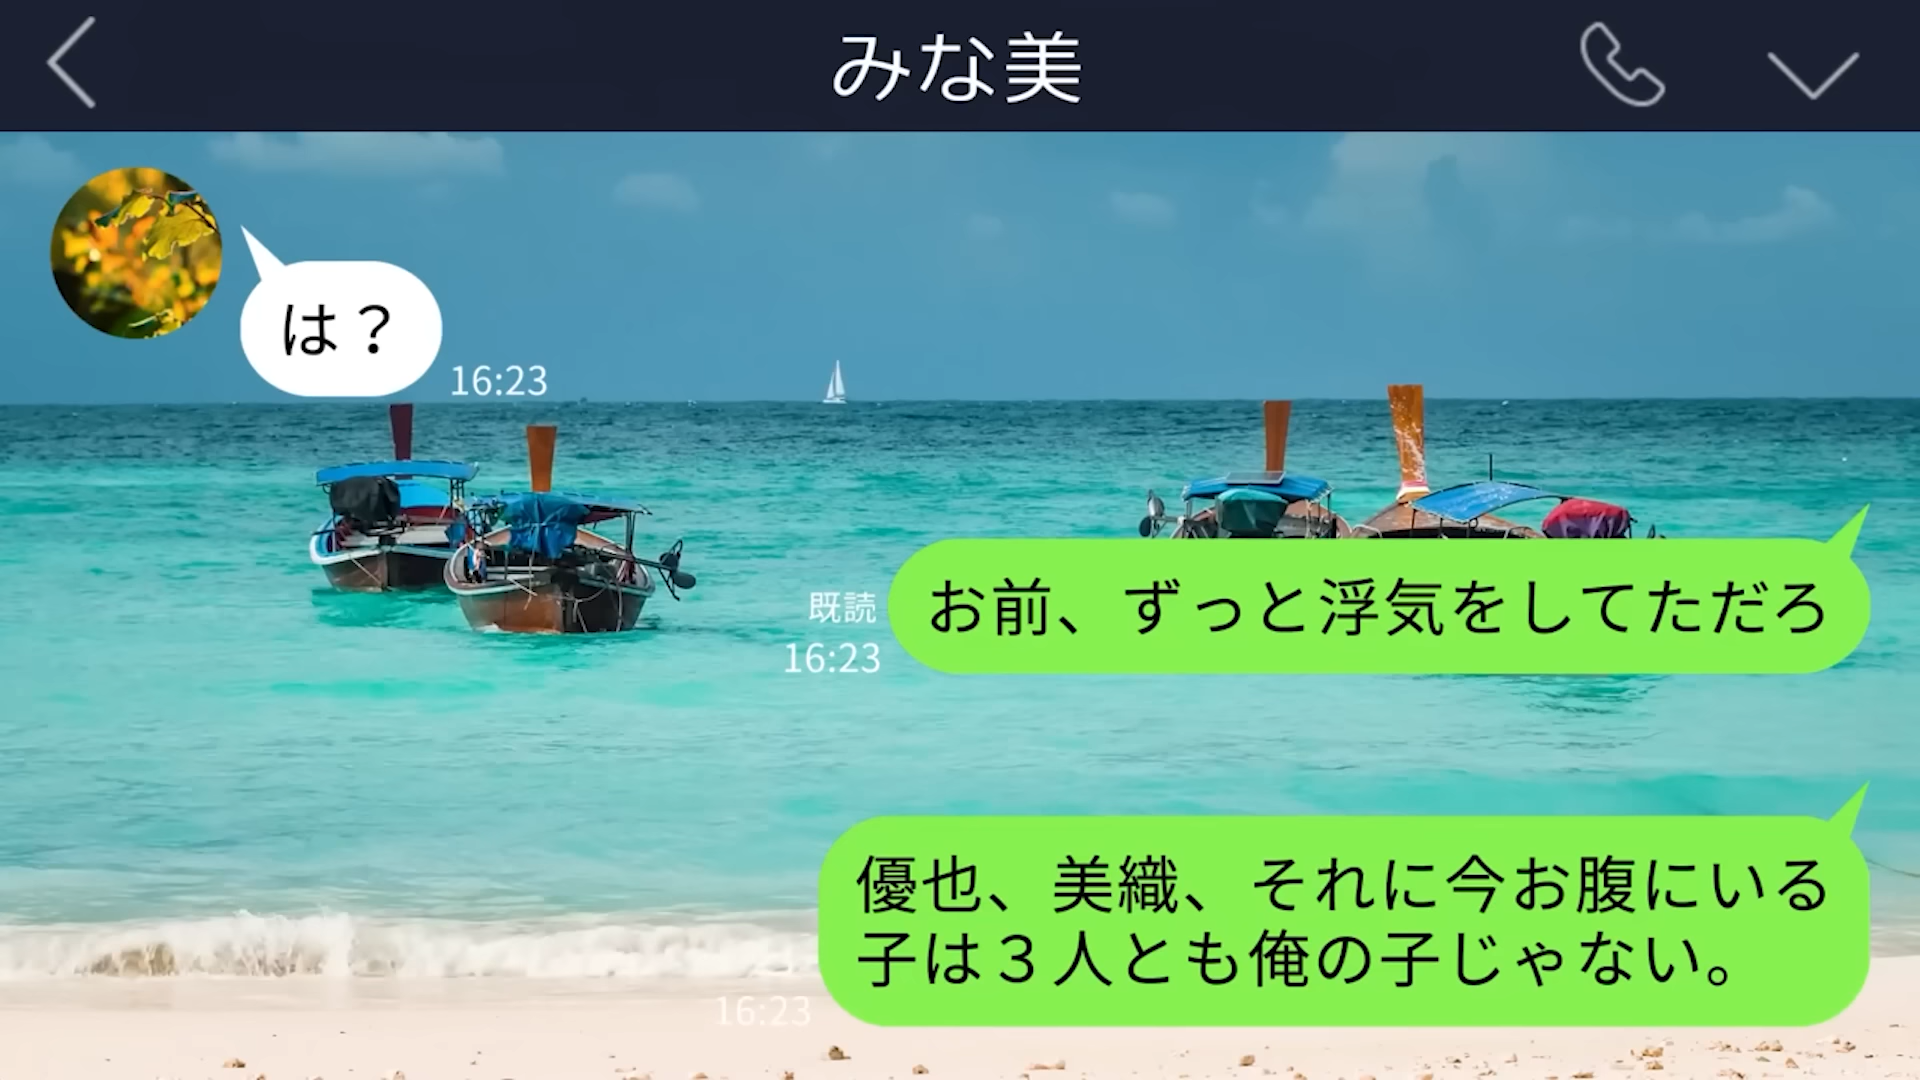 みな美
は？
16:23
お前、ずっと浮気をしてただろ
既読
16:23
優也、美織、それに今お腹にいる
子は３人とも俺の子じゃない。
16:23